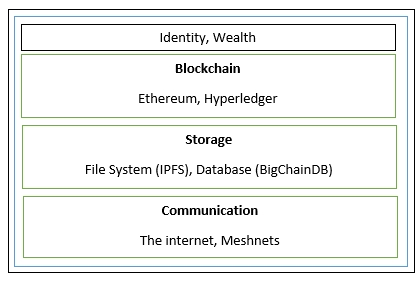 Identity, Wealth
Blockchain
Ethereum, Hyperledger
Storage
File System (IPFS), Database (BigChainDB)
Communication
The internet, Meshnets